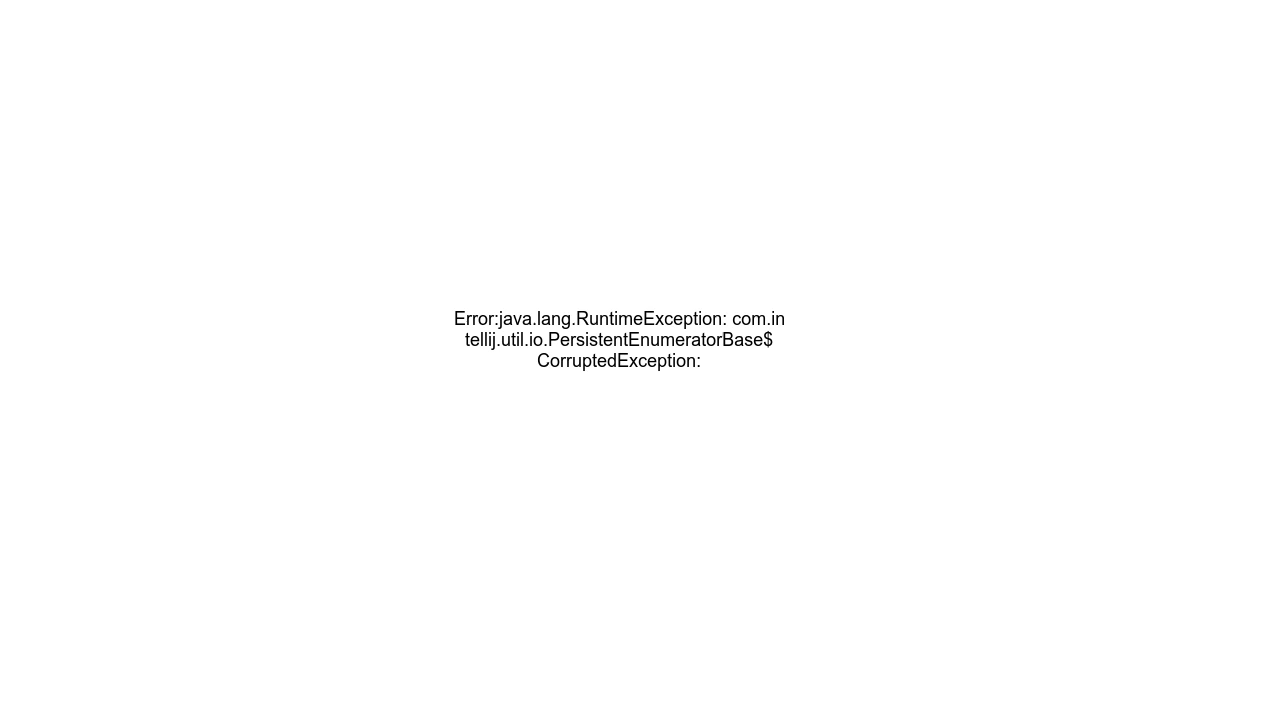 Error:java.lang.RuntimeException: com.in
tellij.util.io.PersistentEnumeratorBase$
CorruptedException: